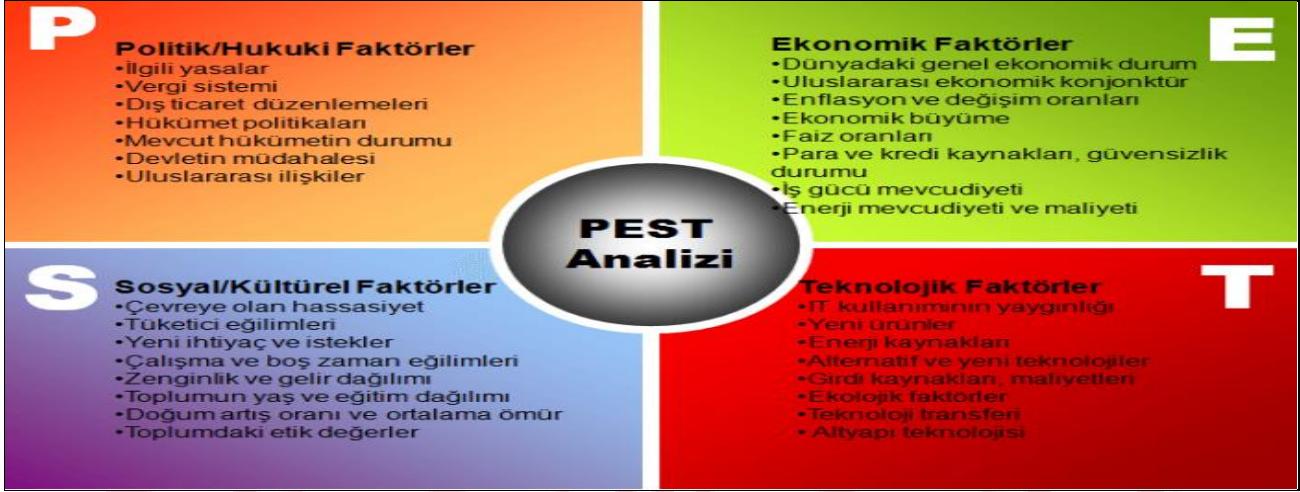 P
Politik/Hukuki Faktörler
•İlgili yasalar
•Vergi sistemi
•Dış ticaret düzenlemeleri
•Hükümet politikaları
•Mevcut hükümetin durumu
•Devletin müdahalesi
•Uluslararası ilişkiler
E
Ekonomik Faktörler
•Dünyadaki genel ekonomik durum
•Uluslararası ekonomik konjonktür
•Enflasyon ve değişim oranları
•Ekonomik büyüme
•Faiz oranları
•Para ve kredi kaynakları, güvensizlik
durumu
•İş gücü mevcudiyeti
•Enerji mevcudiyeti ve maliyeti
PEST
Analizi
S
Sosyal/Kültürel Faktörler
•Çevreye olan hassasiyet
•Tüketici eğilimleri
•Yeni ihtiyaç ve istekler
•Çalışma ve boş zaman eğilimleri
•Zenginlik ve gelir dağılımı
•Toplumun yaş ve eğitim dağılımı
•Doğum artış oranı ve ortalama ömür
•Toplumdaki etik değerler
T
Teknolojik Faktörler
•IT kullanımının yaygınlığı
•Yeni ürünler
•Enerji kaynakları
•Alternatif ve yeni teknolojiler
•Girdi kaynakları, maliyetleri
•Ekolojik faktörler
•Teknoloji transferi
• Altyapı teknolojisi